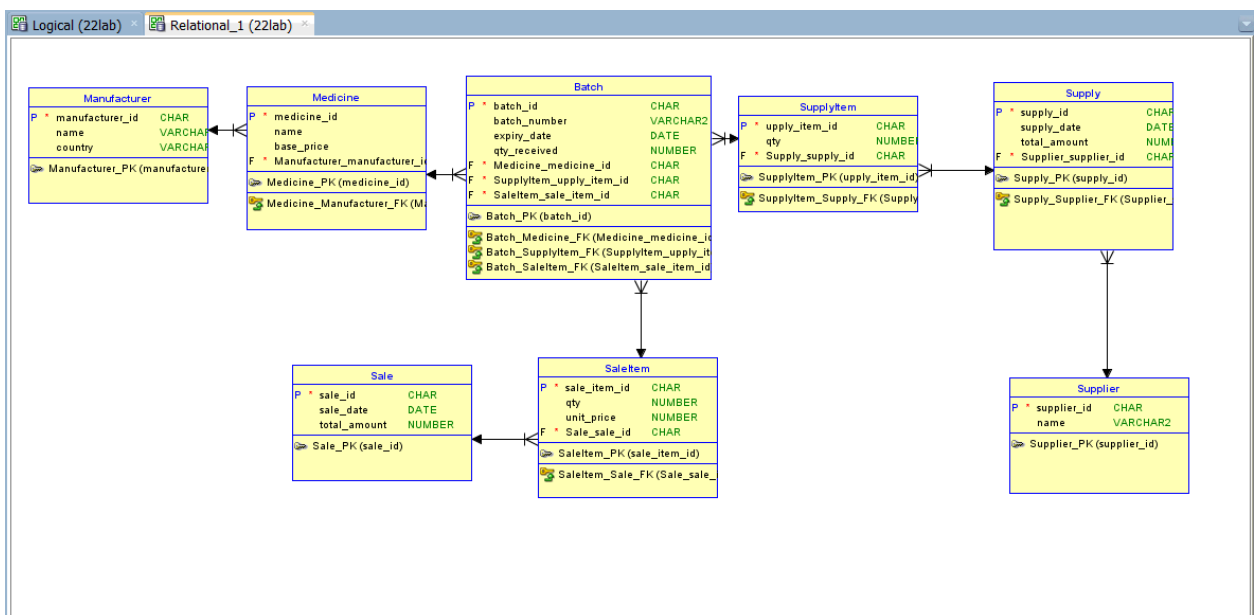 Logical (22lab)
Relational_1 (22lab)
Manufacturer
P * manufacturer_id CHAR
name VARCHAR
country VARCHAR
Manufacturer_PK (manufacture
Medicine
P * medicine_id
name
base_price
F * Manufacturer_manufacturer_id
Medicine_PK (medicine_id)
Medicine_Manufacturer_FK (Ma
Batch
P * batch_id CHAR
batch_number VARCHAR2
expiry_date DATE
qty_received NUMBER
F * Medicine_medicine_id CHAR
F * SupplyItem_upply_item_id CHAR
F * SaleItem_sale_item_id CHAR
Batch_PK (batch_id)
Batch_Medicine_FK (Medicine_medicine_id
Batch_SupplyItem_FK (SupplyItem_upply_it
Batch_SaleItem_FK (SaleItem_sale_item_id
SupplyItem
P * upply_item_id CHAR
qty NUMBE
F * Supply_supply_id CHAR
SupplyItem_PK (upply_item_id)
SupplyItem_Supply_FK (Supply
Supply
P * supply_id CHAR
supply_date DATE
total_amount NUM
F * Supplier_supplier_id CHAR
Supply_PK (supply_id)
Supply_Supplier_FK (Supplier_
Sale
P * sale_id CHAR
sale_date DATE
total_amount NUMBER
Sale_PK (sale_id)
SaleItem
P * sale_item_id CHAR
qty NUMBER
unit_price NUMBER
F * Sale_sale_id CHAR
SaleItem_PK (sale_item_id)
SaleItem_Sale_FK (Sale_sale_
Supplier
P * supplier_id CHAR
name VARCHAR2
Supplier_PK (supplier_id)